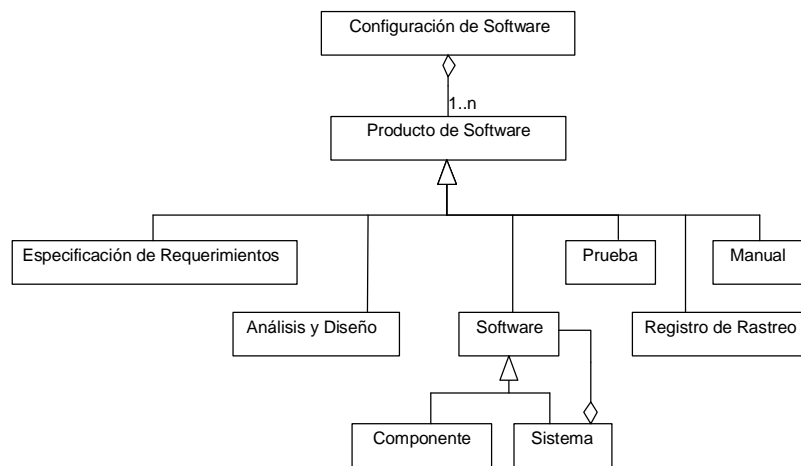 Configuración de Software
1..n
Producto de Software
Especificación de Requerimientos
Prueba
Manual
Análisis y Diseño
Software
Registro de Rastreo
Componente
Sistema